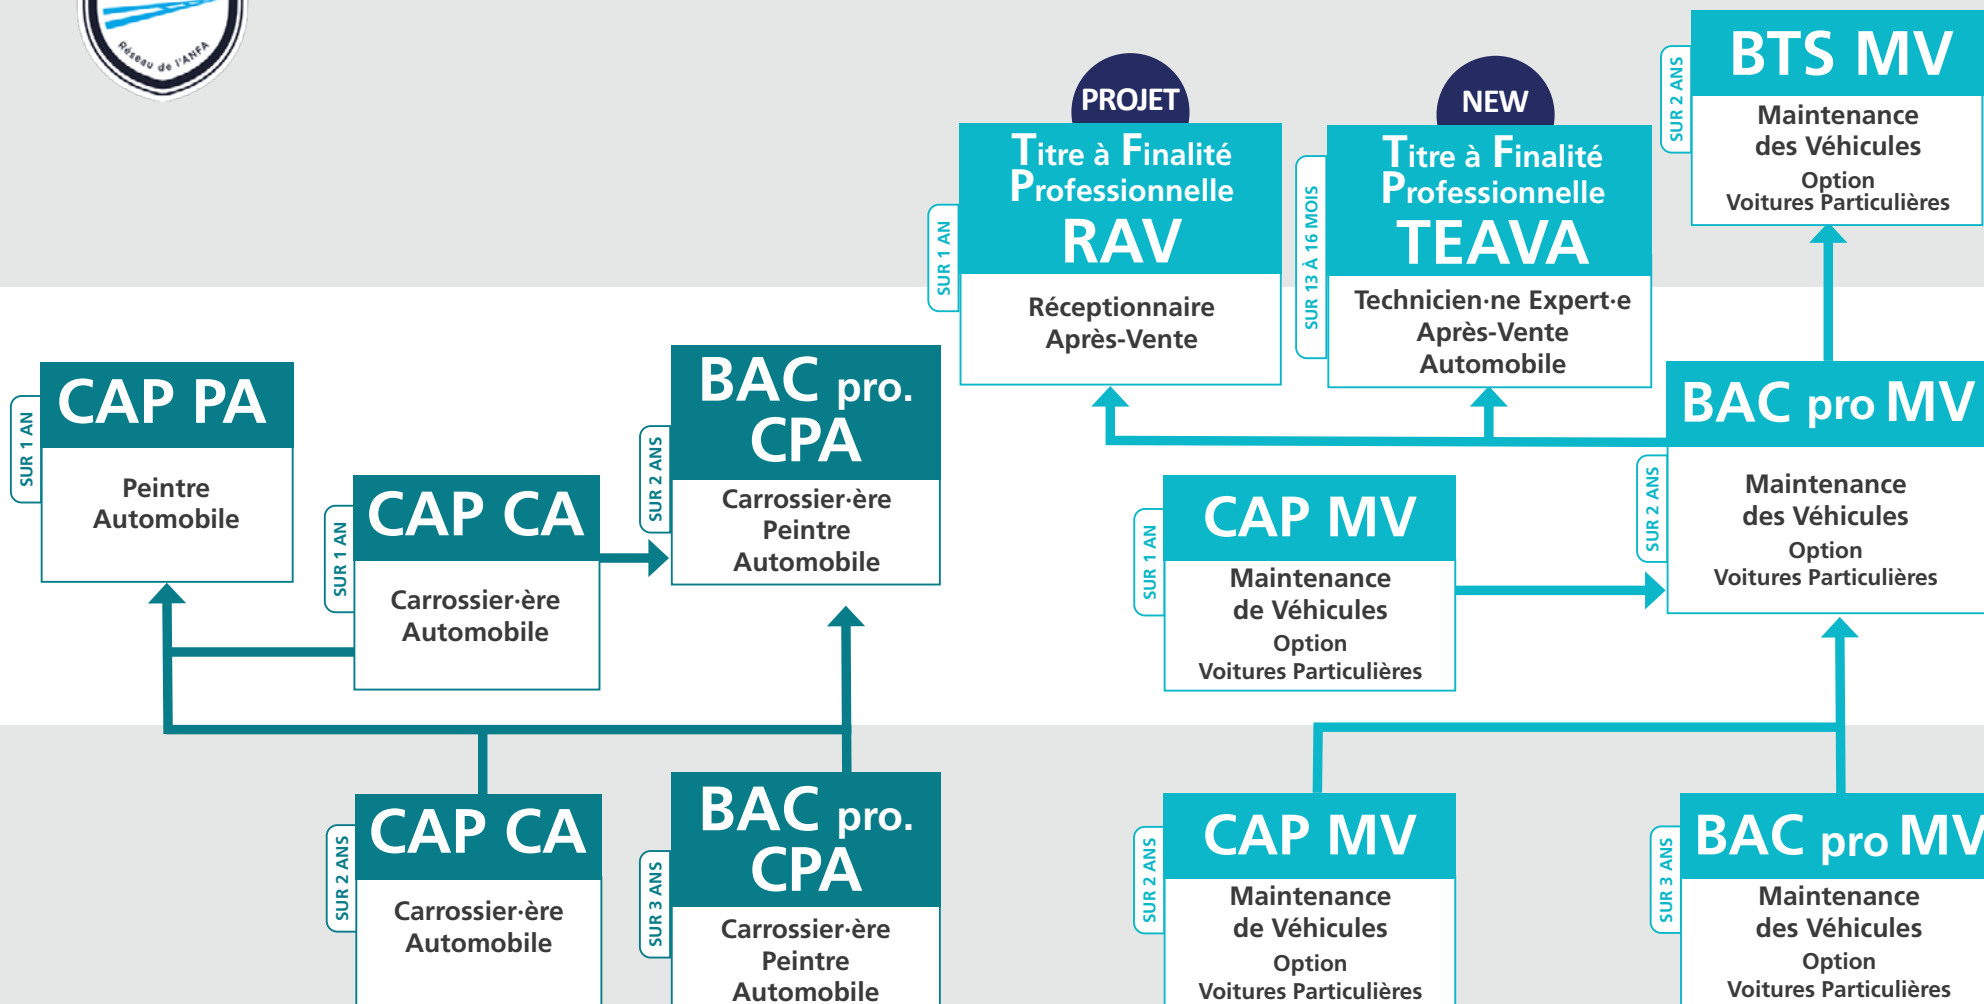 Réseau de l'ANFA
PROJET
NEW
SUR 2 ANS
BTS MV
Maintenance
des Véhicules
Option
Voitures Particulières
SUR 1 AN
Titre à Finalité
Professionnelle
RAV
Réceptionnaire
Après-Vente
SUR 13 À 16 MOIS
Titre à Finalité
Professionnelle
TEAVA
Technicien·ne Expert·e
Après-Vente
Automobile
SUR 1 AN
CAP PA
Peintre
Automobile
SUR 1 AN
CAP CA
Carrossier·ère
Automobile
SUR 2 ANS
BAC pro.
CPA
Carrossier·ère
Peintre
Automobile
SUR 1 AN
CAP MV
Maintenance
de Véhicules
Option
Voitures Particulières
SUR 2 ANS
BAC pro MV
Maintenance
des Véhicules
Option
Voitures Particulières
SUR 2 ANS
CAP CA
Carrossier·ère
Automobile
SUR 3 ANS
BAC pro.
CPA
Carrossier·ère
Peintre
Automobile
SUR 2 ANS
CAP MV
Maintenance
de Véhicules
Option
Voitures Particulières
SUR 3 ANS
BAC pro MV
Maintenance
des Véhicules
Option
Voitures Particulières